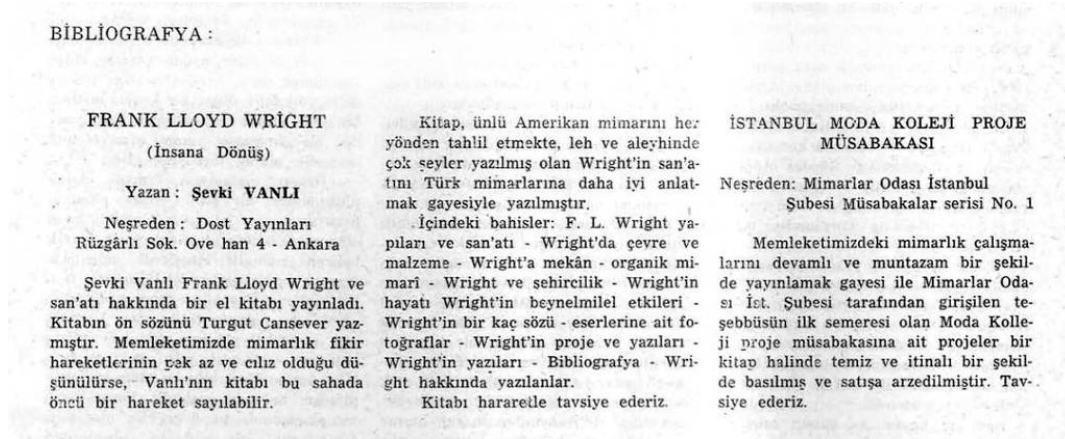 BİBLİOGRAFYA :
FRANK LLOYD WRİGHT
(İnsana Dönüş)
Yazan : Şevki VANLI
Neşreden : Dost Yayınları
Rüzgârlı Sok. Ove han 4 - Ankara
Şevki Vanlı Frank Lloyd Wright ve
san'atı hakkında bir el kitabı yayınladı.
Kitabın ön sözünü Turgut Cansever yaz-
mıştır. Memleketimizde mimarlık fikir
hareketlerinin pek az ve cılız olduğu dü-
şünülürse, Vanlı'nın kitabı bu sahada
öncü bir hareket sayılabilir.
Kitap, ünlü Amerikan mimarını her
yönden tahlil etmekte, leh ve aleyhinde
çok şeyler yazılmış olan Wright'in san'a-
tını Türk mimarlarına daha iyi anlat-
mak gayesiyle yazılmıştır.
İçindeki bahisler: F. L. Wright ya-
pıları ve san'atı - Wright'da çevre ve
malzeme - Wright'a mekân - organik mi-
marî - Wright ve şehircilik - Wright'in
hayatı Wright'in beynelmilel etkileri -
Wright'in bir kaç sözü - eserlerine ait fo-
toğraflar - Wright'in proje ve yazıları -
Wright'in yazıları - Bibliografya - Wri-
ght hakkında yazılanlar.
Kitabı hararetle tavsiye ederiz.
İSTANBUL MODA KOLEJİ PROJE
MÜSABAKASI
Neşreden: Mimarlar Odası İstanbul
Şubesi Müsabakalar serisi No. 1
Memleketimizdeki mimarlık çalışma-
larını devamlı ve muntazam bir şekil-
de yayınlamak gayesi ile Mimarlar Oda-
sı İst. Şubesi tarafından girişilen te-
şebbüsün ilk semeresi olan Moda Kolle-
ji proje müsabakasına ait projeler bir
kitap halinde temiz ve itinalı bir şekil-
de basılmış ve satışa arzedilmiştir. Tav-
siye ederiz.